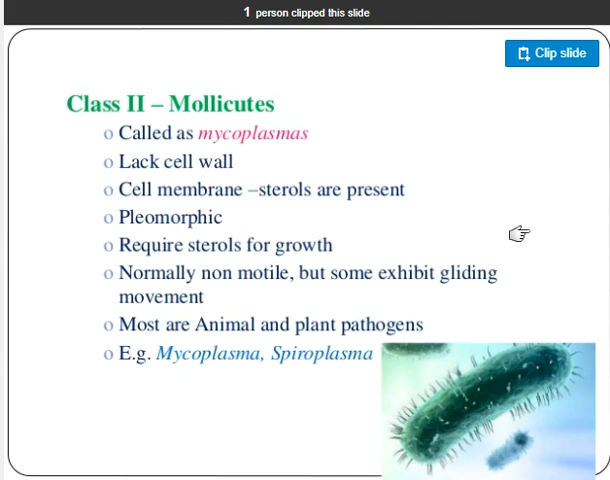 1 person clipped this slide
Clip slide
Class II – Mollicutes
o Called as mycoplasmas
o Lack cell wall
o Cell membrane –sterols are present
o Pleomorphic
o Require sterols for growth
o Normally non motile, but some exhibit gliding
movement
o Most are Animal and plant pathogens
o E.g. Mycoplasma, Spiroplasma